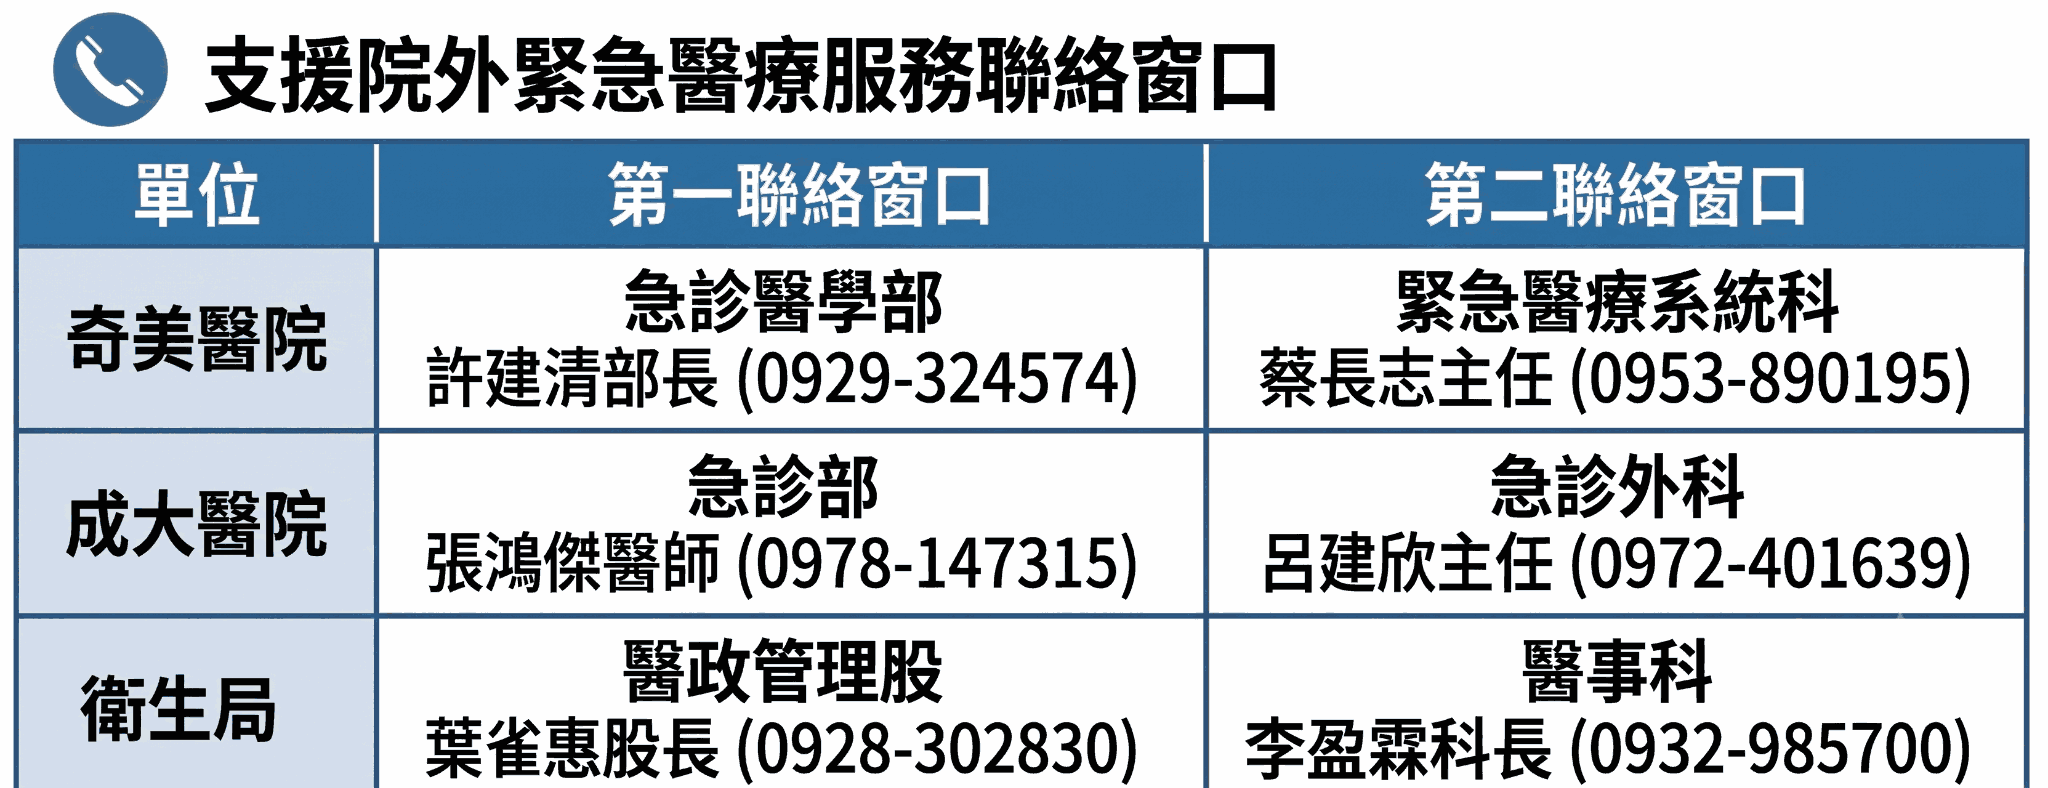 支援院外緊急醫療服務聯絡窗口
單位 第一聯絡窗口 第二聯絡窗口
奇美醫院
急診醫學部
許建清部長 (0929-324574)
緊急醫療系統科
蔡長志主任 (0953-890195)
成大醫院
急診部
張鴻傑醫師 (0978-147315)
急診外科
呂建欣主任 (0972-401639)
衛生局
醫政管理股
葉雀惠股長 (0928-302830)
醫事科
李盈霖科長 (0932-985700)